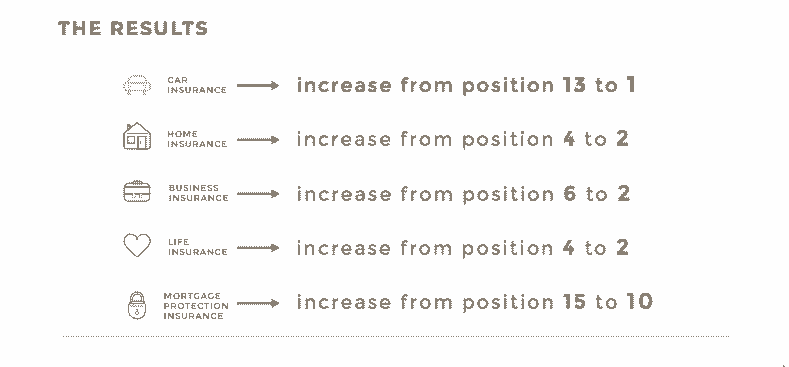 THE RESULTS
CAR
INSURANCE
increase from position 13 to 1
HOME
INSURANCE
increase from position 4 to 2
BUSINESS
INSURANCE
increase from position 6 to 2
LIFE
INSURANCE
increase from position 4 to 2
MORTGAGE
PROTECTION
INSURANCE
increase from position 15 to 10